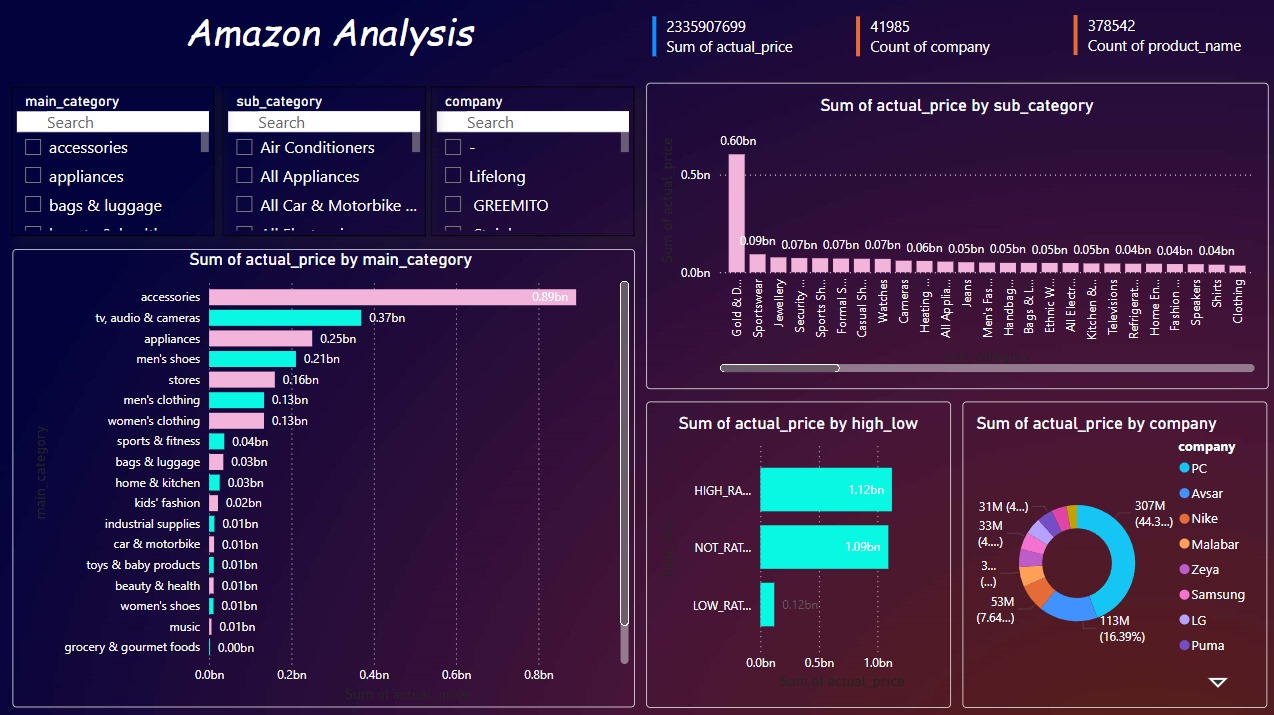 Amazon Analysis
2335907699
Sum of actual_price
41985
Count of company
378542
Count of product_name
main_category
Search
accessories
appliances
bags & luggage
sub_category
Search
Air Conditioners
All Appliances
All Car & Motorbike ...
company
Search
-
Lifelong
GREEMITO
Sum of actual_price by sub_category
Sum of actual_price
0.5bn
0.0bn
0.60bn
0.09bn
0.07bn
0.07bn
0.07bn
0.06bn
0.05bn
0.05bn
0.05bn
0.05bn
0.04bn
0.04bn
0.04bn
Gold & D...
Sportswear
Jewellery
Security...
Sports Sh...
Formal S...
Casual Sh...
Watches
Cameras
Heating ...
All Applia...
Jeans
Men's Fas...
Handbag...
Bags & L...
Ethnic W...
All Electr...
Kitchen &...
Televisions
Refrigerat...
Home En...
Fashion ...
Speakers
Shirts
Clothing
sub_category
Sum of actual_price by main_category
main_category
accessories 0.89bn
tv, audio & cameras 0.37bn
appliances 0.25bn
men's shoes 0.21bn
stores 0.16bn
men's clothing 0.13bn
women's clothing 0.13bn
sports & fitness 0.04bn
bags & luggage 0.03bn
home & kitchen 0.03bn
kids' fashion 0.02bn
industrial supplies 0.01bn
car & motorbike 0.01bn
toys & baby products 0.01bn
beauty & health 0.01bn
women's shoes 0.01bn
music 0.01bn
grocery & gourmet foods 0.00bn
0.0bn 0.2bn 0.4bn 0.6bn 0.8bn
Sum of actual_price
Sum of actual_price by high_low
HIGH_RA... 1.12bn
NOT_RAT... 1.09bn
LOW_RAT... 0.12bn
0.0bn 0.5bn 1.0bn
Sum of actual_price
Sum of actual_price by company
company
PC
Avsar
Nike
Malabar
Zeya
Samsung
LG
Puma
307M
(44.3...)
113M
(16.39%)
53M
(7.64...)
3...
(...)
33M
(4....)
31M (4...)